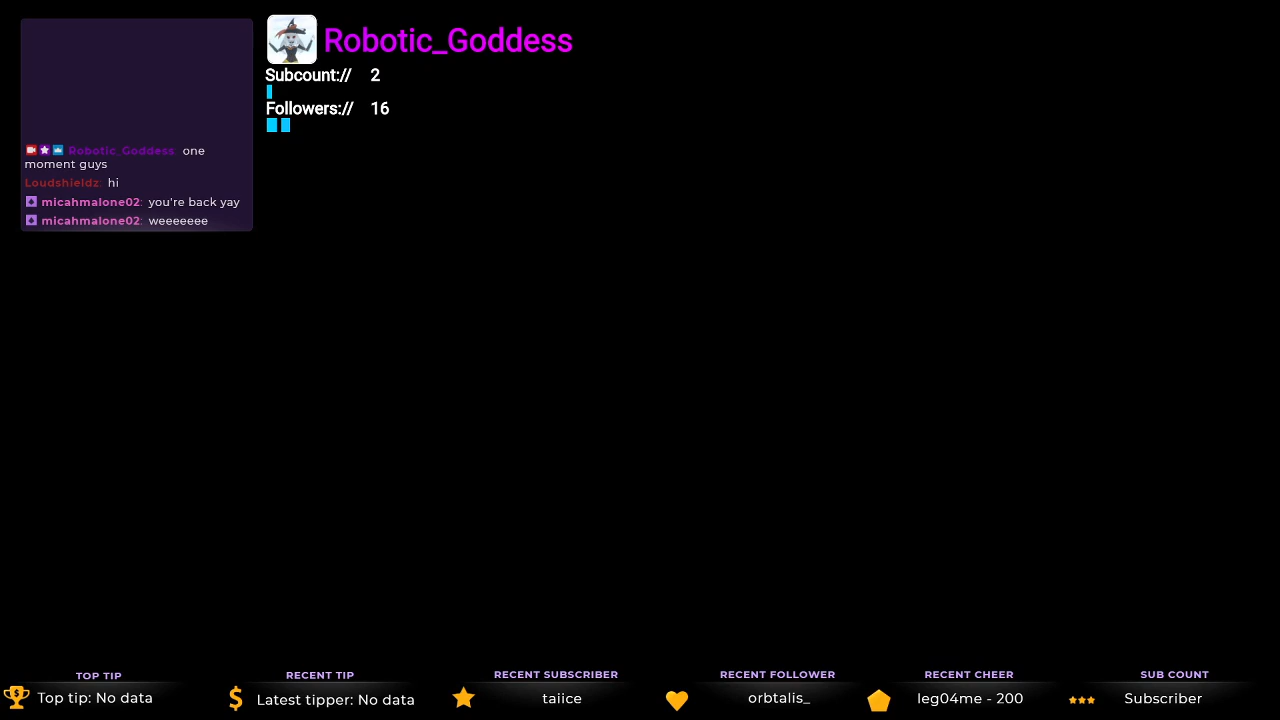 Robotic_Goddess
Subcount:// 2
Followers:// 16
Robotic_Goddess one
moment guys
Loudshieldz: hi
micahmalone02: you're back yay
micahmalone02: weeeeeee
TOP TIP
Top tip: No data
RECENT TIP
Latest tipper: No data
RECENT SUBSCRIBER
taiice
RECENT FOLLOWER
orbtalis_
RECENT CHEER
leg04me - 200
SUB COUNT
Subscriber